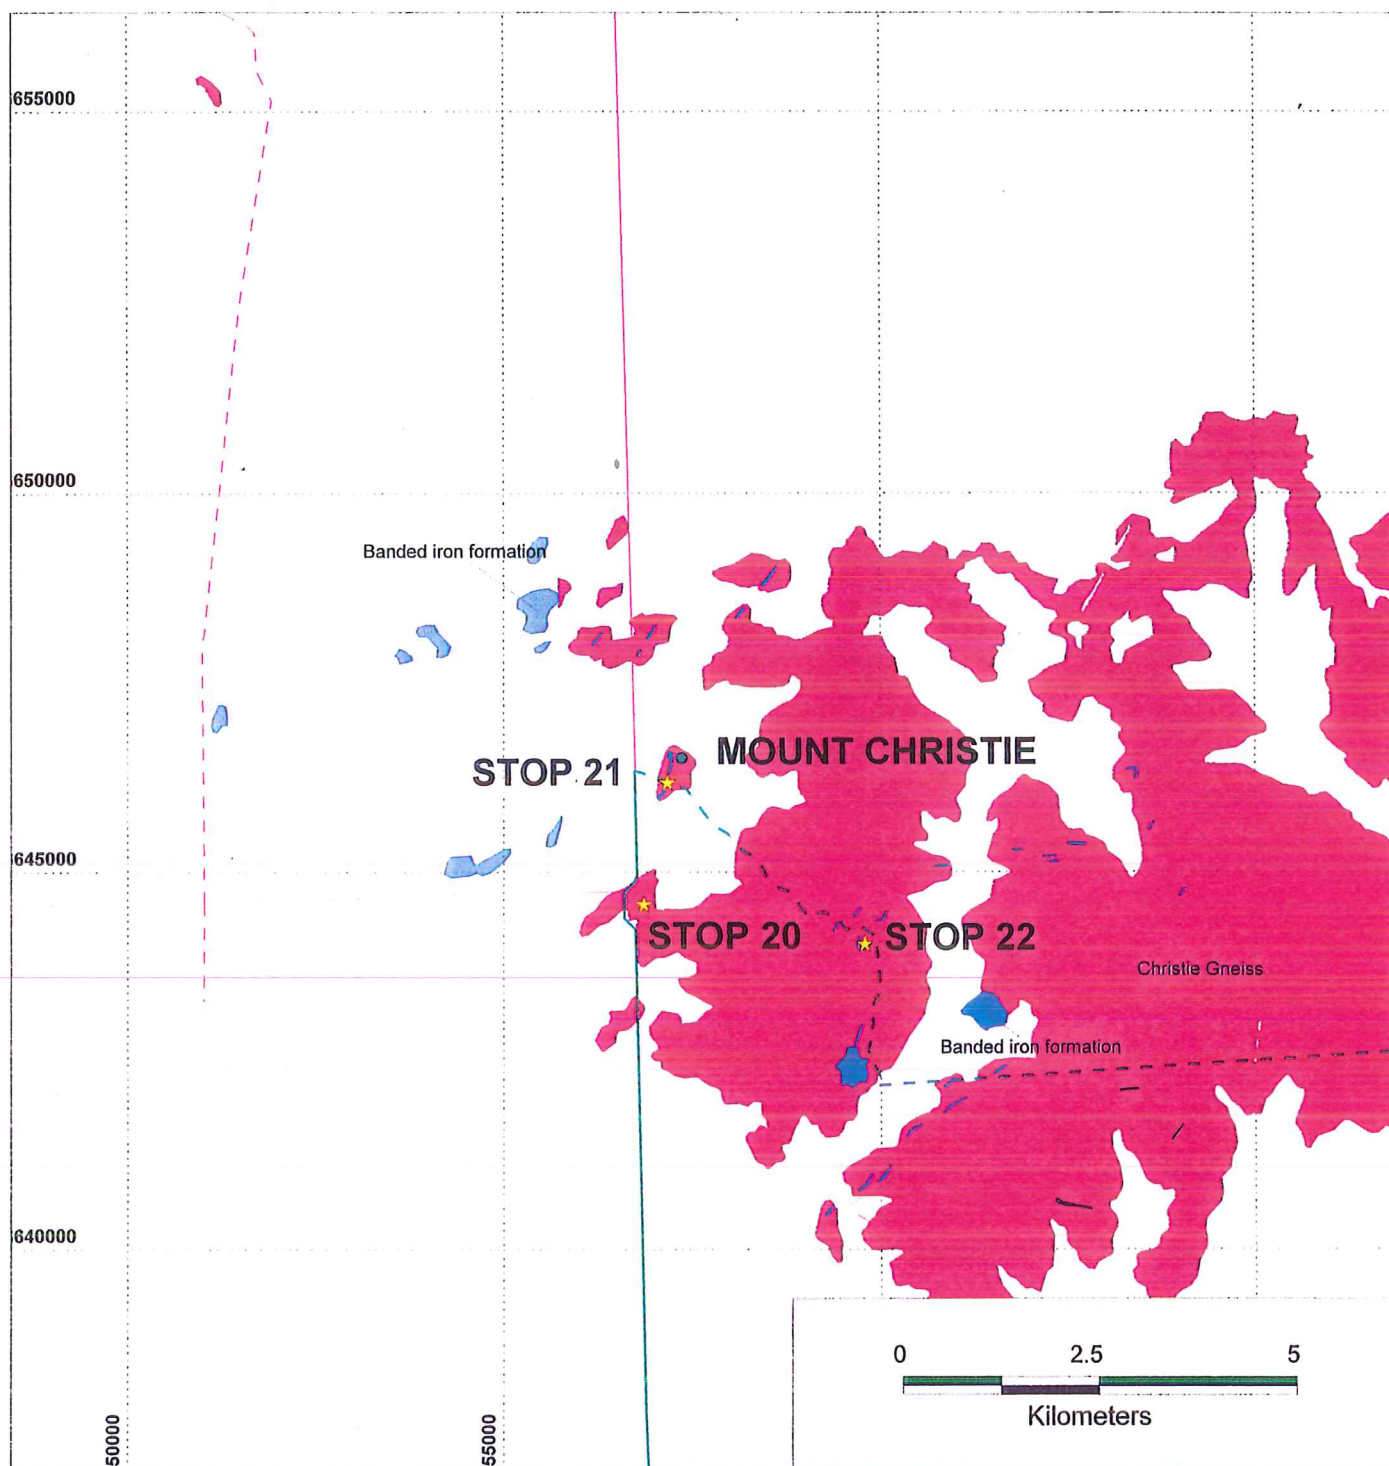 655000
650000
Banded iron formation
MOUNT CHRISTIE
STOP 21
645000
STOP 20
STOP 22
Christie Gneiss
Banded iron formation
640000
0 2.5 5
Kilometers
50000
55000